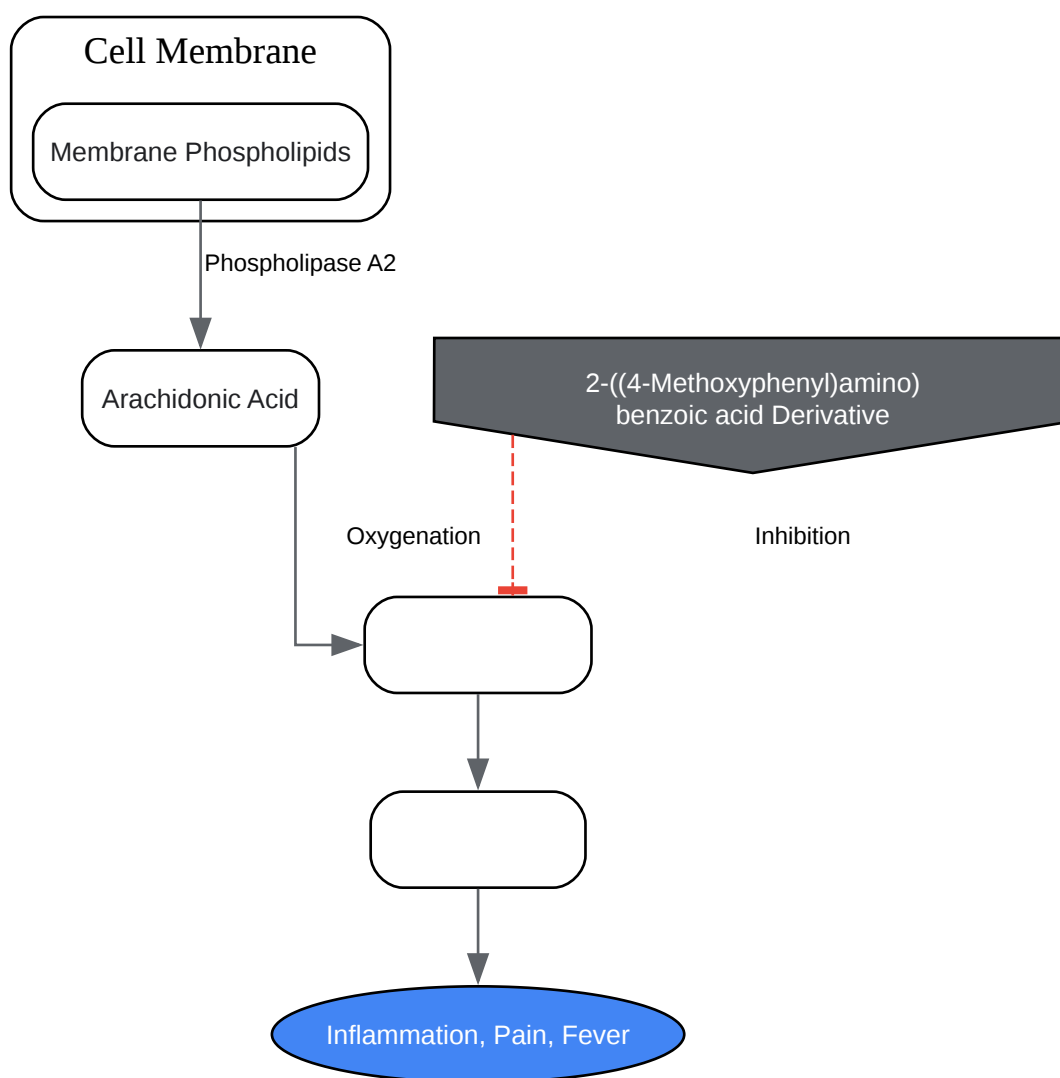 Cell Membrane
Membrane Phospholipids
Phospholipase A2
Arachidonic Acid
2-((4-Methoxyphenyl)amino)
benzoic acid Derivative
Oxygenation
Inhibition
Inflammation, Pain, Fever